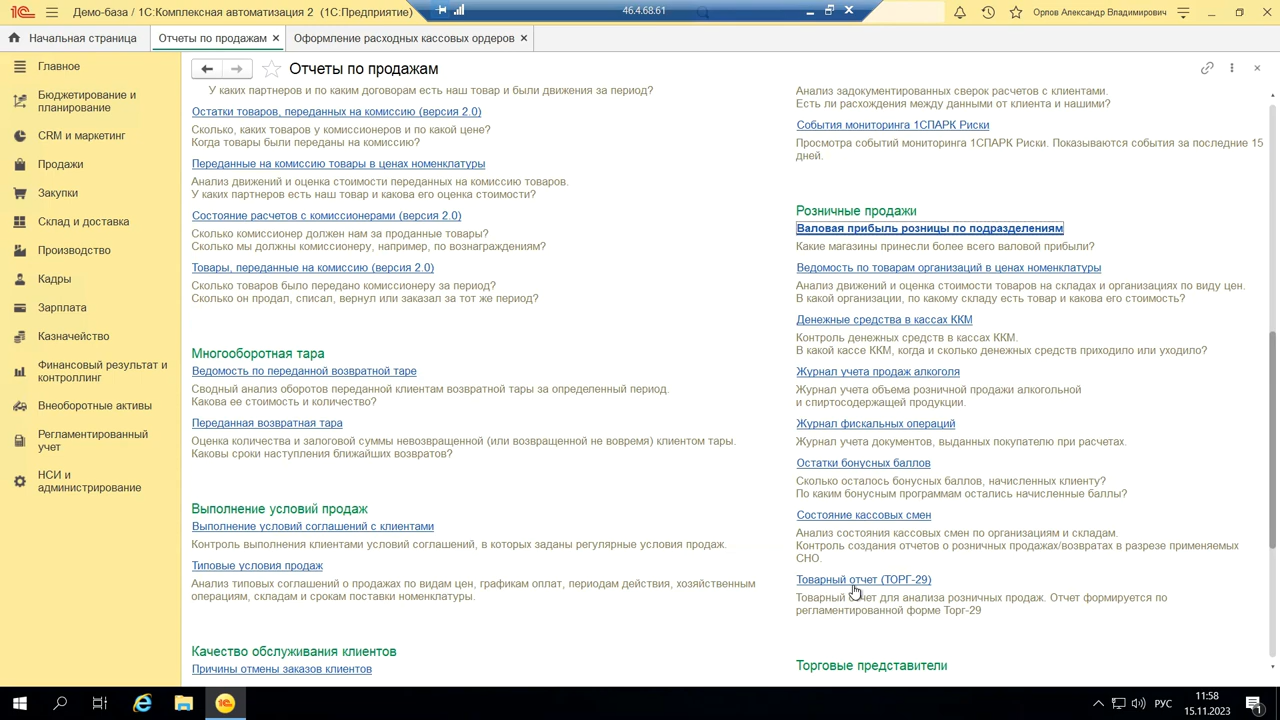 Демо-база / 1С:Комплексная автоматизация 2 (1С:Предприятие)
46.4.68.61
Орлов Александр Владимирович
Начальная страница
Отчеты по продажам
Оформление расходных кассовых ордеров
Главное
Бюджетирование и
планирование
CRM и маркетинг
Продажи
Закупки
Склад и доставка
Производство
Кадры
Зарплата
Казначейство
Финансовый результат и
контроллинг
Внеоборотные активы
Регламентированный
учет
НСИ и
администрирование
Отчеты по продажам
У каких партнеров и по каким договорам есть наш товар и были движения за период?
Остатки товаров, переданных на комиссию (версия 2.0)
Сколько, каких товаров у комиссионеров и по какой цене?
Когда товары были переданы на комиссию?
Переданные на комиссию товары в ценах номенклатуры
Анализ движений и оценка стоимости переданных на комиссию товаров.
У каких партнеров есть наш товар и какова его оценка стоимости?
Состояние расчетов с комиссионерами (версия 2.0)
Сколько комиссионер должен нам за проданные товары?
Сколько мы должны комиссионеру, например, по вознаграждениям?
Товары, переданные на комиссию (версия 2.0)
Сколько товаров было передано комиссионеру за период?
Сколько он продал, списал, вернул или заказал за тот же период?
Многооборотная тара
Ведомость по переданной возвратной таре
Сводный анализ оборотов переданной клиентам возвратной тары за определенный период.
Какова ее стоимость и количество?
Переданная возвратная тара
Оценка количества и залоговой суммы невозвращенной (или возвращенной не вовремя) клиентом тары.
Каковы сроки наступления ближайших возвратов?
Выполнение условий продаж
Выполнение условий соглашений с клиентами
Контроль выполнения клиентами условий соглашений, в которых заданы регулярные условия продаж.
Типовые условия продаж
Анализ типовых соглашений о продажах по видам цен, графикам оплат, периодам действия, хозяйственным
операциям, складам и срокам поставки номенклатуры.
Качество обслуживания клиентов
Причины отмены заказов клиентов
Анализ задокументированных сверок расчетов с клиентами.
Есть ли расхождения между данными от клиента и нашими?
События мониторинга 1СПАРК Риски
Просмотра событий мониторинга 1СПАРК Риски. Показываются события за последние 15
дней.
Розничные продажи
Валовая прибыль розницы по подразделениям
Какие магазины принесли более всего валовой прибыли?
Ведомость по товарам организаций в ценах номенклатуры
Анализ движений и оценка стоимости товаров на складах и организациях по виду цен.
В какой организации, по какому складу есть товар и какова его стоимость?
Денежные средства в кассах ККМ
Контроль денежных средств в кассах ККМ.
В какой кассе ККМ, когда и сколько денежных средств приходило или уходило?
Журнал учета продаж алкоголя
Журнал учета объема розничной продажи алкогольной
и спиртосодержащей продукции.
Журнал фискальных операций
Журнал учета документов, выданных покупателю при расчетах.
Остатки бонусных баллов
Сколько осталось бонусных баллов, начисленных клиенту?
По каким бонусным программам остались начисленные баллы?
Состояние кассовых смен
Анализ состояния кассовых смен по организациям и складам.
Контроль создания отчетов о розничных продажах/возвратах в разрезе применяемых
СНО.
Товарный отчет (ТОРГ-29)
Товарный отчет для анализа розничных продаж. Отчет формируется по
регламентированной форме Торг-29
Торговые представители
РУС
11:58
15.11.2023
1